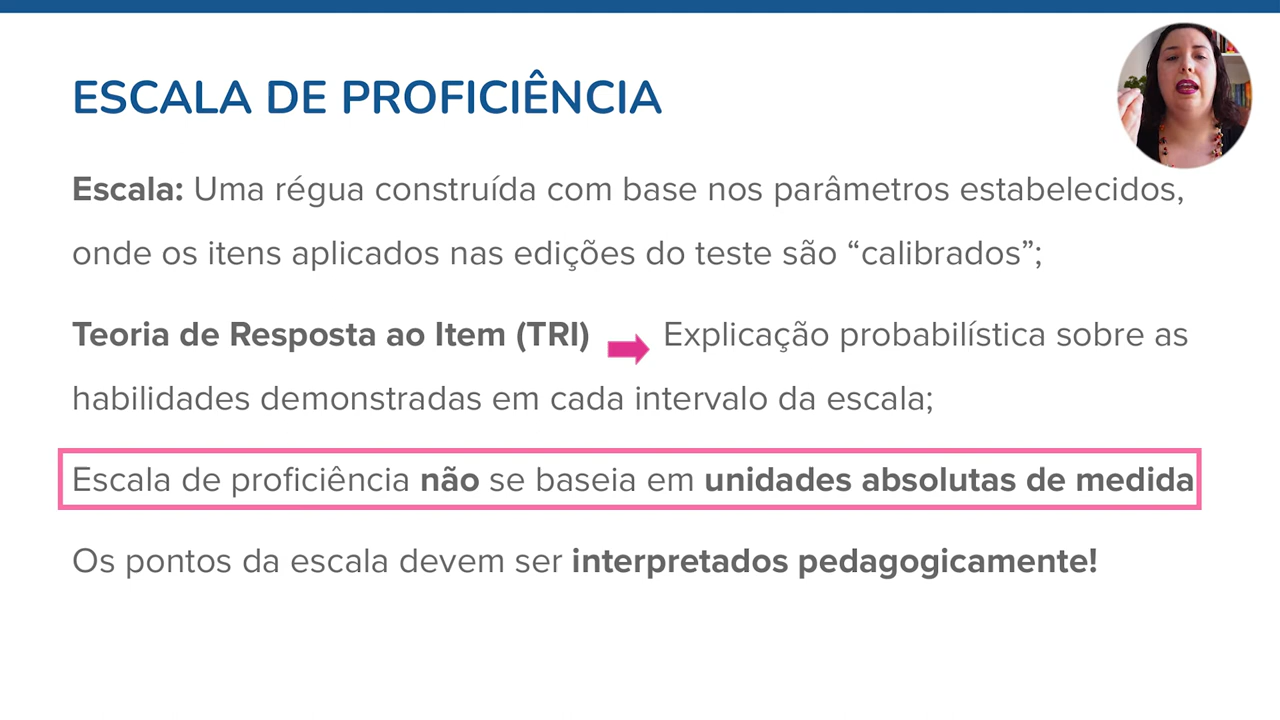 ESCALA DE PROFICIÊNCIA
Escala: Uma régua construída com base nos parâmetros estabelecidos,
onde os itens aplicados nas edições do teste são “calibrados”;
Teoria de Resposta ao Item (TRI) Explicação probabilística sobre as
habilidades demonstradas em cada intervalo da escala;
Escala de proficiência não se baseia em unidades absolutas de medida
Os pontos da escala devem ser interpretados pedagogicamente!